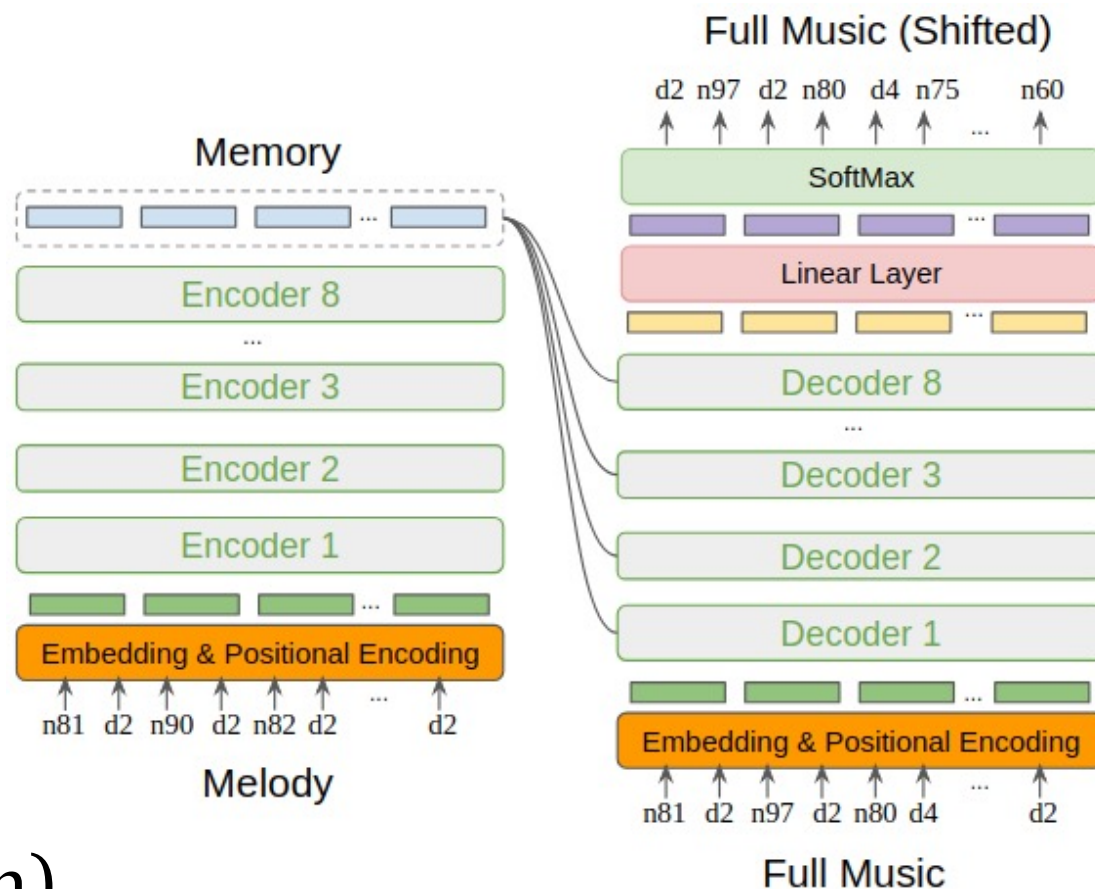 Memory
...
Encoder 8
...
Encoder 3
Encoder 2
Encoder 1
...
Embedding & Positional Encoding
n81 d2 n90 d2 n82 d2 ... d2
Melody
Full Music (Shifted)
d2 n97 d2 n80 d4 n75 ... n60
SoftMax
...
Linear Layer
...
Decoder 8
...
Decoder 3
Decoder 2
Decoder 1
...
Embedding & Positional Encoding
n81 d2 n97 d2 n80 d4 ... d2
Full Music